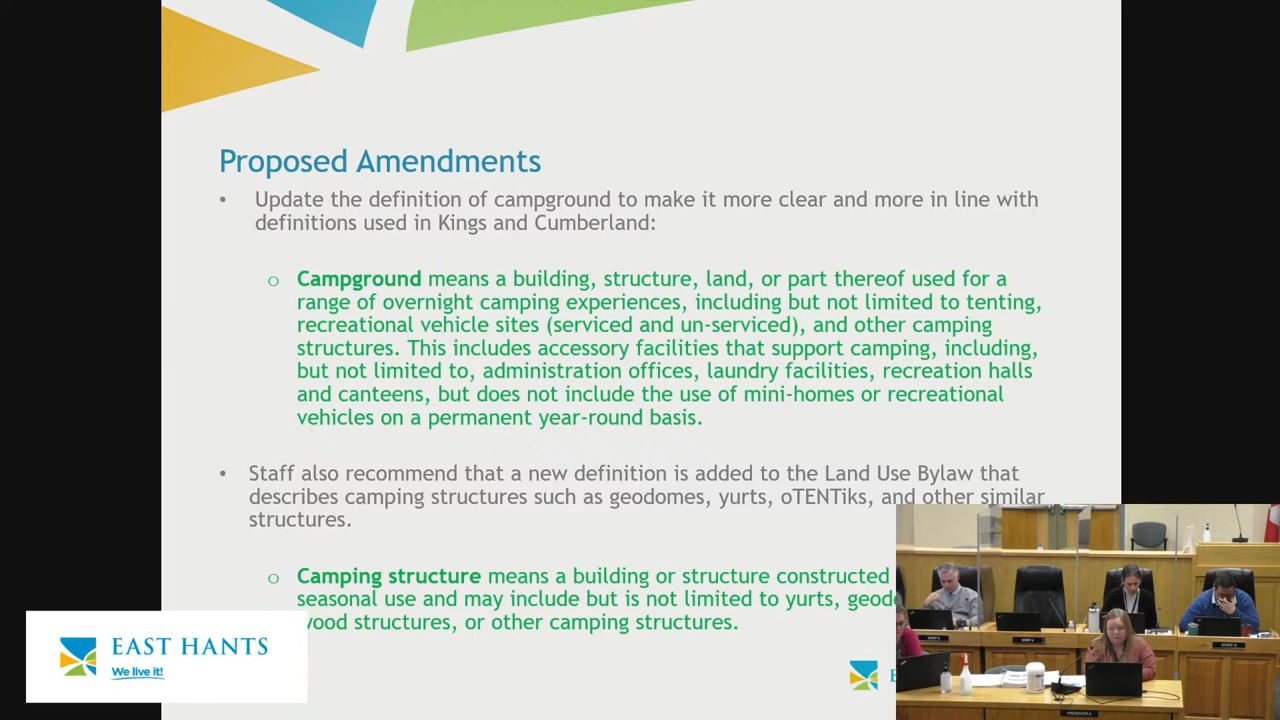 Proposed Amendments
• Update the definition of campground to make it more clear and more in line with
definitions used in Kings and Cumberland:
o Campground means a building, structure, land, or part thereof used for a
range of overnight camping experiences, including but not limited to tenting,
recreational vehicle sites (serviced and un-serviced), and other camping
structures. This includes accessory facilities that support camping, including,
but not limited to, administration offices, laundry facilities, recreation halls
and canteens, but does not include the use of mini-homes or recreational
vehicles on a permanent year-round basis.
• Staff also recommend that a new definition is added to the Land Use Bylaw that
describes camping structures such as geodomes, yurts, oTENTiks, and other similar
structures.
o Camping structure means a building or structure constructed
seasonal use and may include but is not limited to yurts,
structures, or other camping structures.
EAST HANTS
We live it!